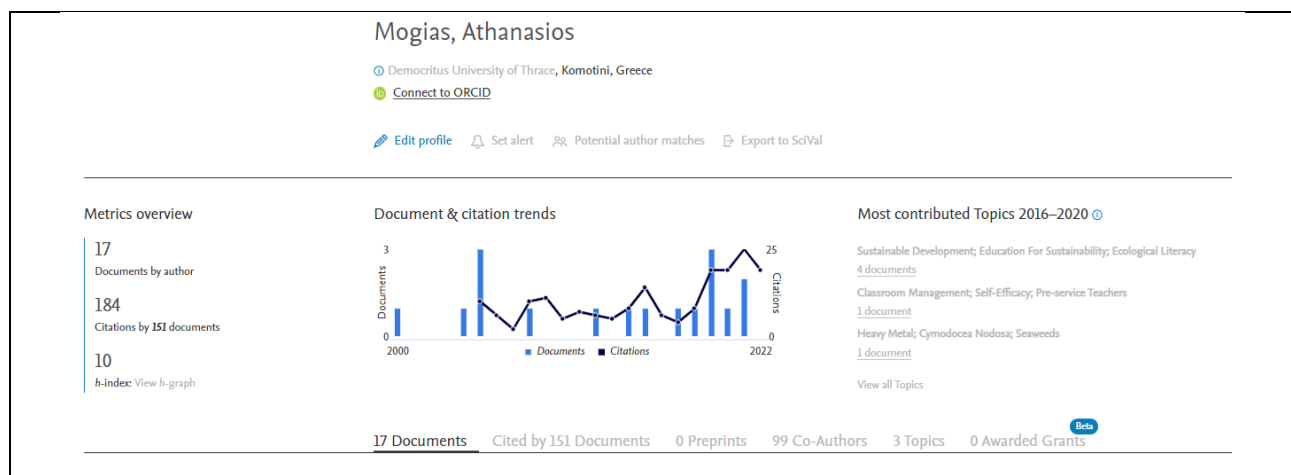 Mogias, Athanasios
Democritus University of Thrace, Komotini, Greece
iD Connect to ORCID
Edit profile Set alert Potential author matches Export to SciVal
Metrics overview
17
Documents by author
184
Citations by 151 documents
10
h-index: View h-graph
Document & citation trends
3
25
Documents
Citations
0
0
2000
Documents Citations
2022
Most contributed Topics 2016–2020
Sustainable Development; Education For Sustainability; Ecological Literacy
4 documents
Classroom Management; Self-Efficacy; Pre-service Teachers
1 document
Heavy Metal; Cymodocea Nodosa; Seaweeds
1 document
View all Topics
Beta
17 Documents Cited by 151 Documents 0 Preprints 99 Co-Authors 3 Topics 0 Awarded Grants